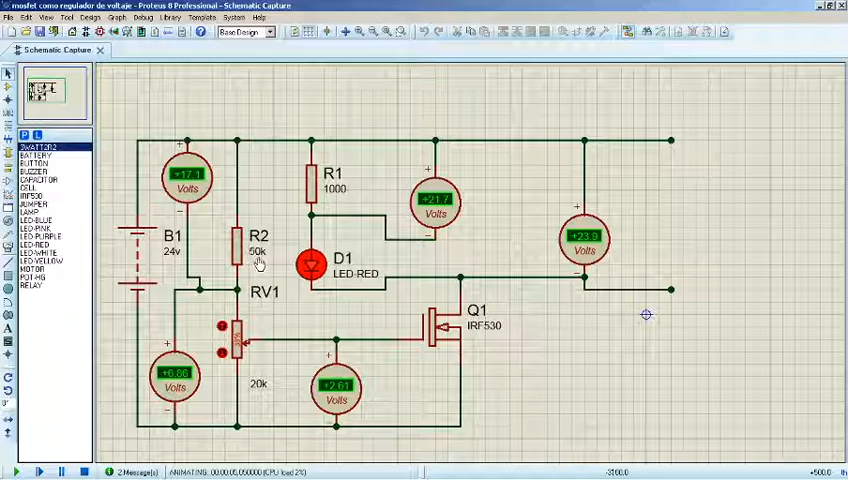 mosfet como regulador de voltaje - Proteus 8 Professional - Schematic Capture
File Edit View Tool Design Graph Debug Library Template System Help
Base Design
Schematic Capture
P L
3WATT2R2
BATTERY
BUTTON
BUZZER
CAPACITOR
CELL
IRF530
JUMPER
LAMP
LED-BLUE
LED-PINK
LED-PURPLE
LED-RED
LED-WHITE
LED-YELLOW
MOTOR
POT-HG
RELAY
+17.1
Volts
R1
1000
+21.7
Volts
B1
24v
R2
50k
+23.9
Volts
D1
LED-RED
RV1
Q1
IRF530
+6.86
Volts
20k
+2.61
Volts
2 Message(s)
ANIMATING: 00:00:05.050000 (CPU load 2%)
-3100.0
+500.0
th